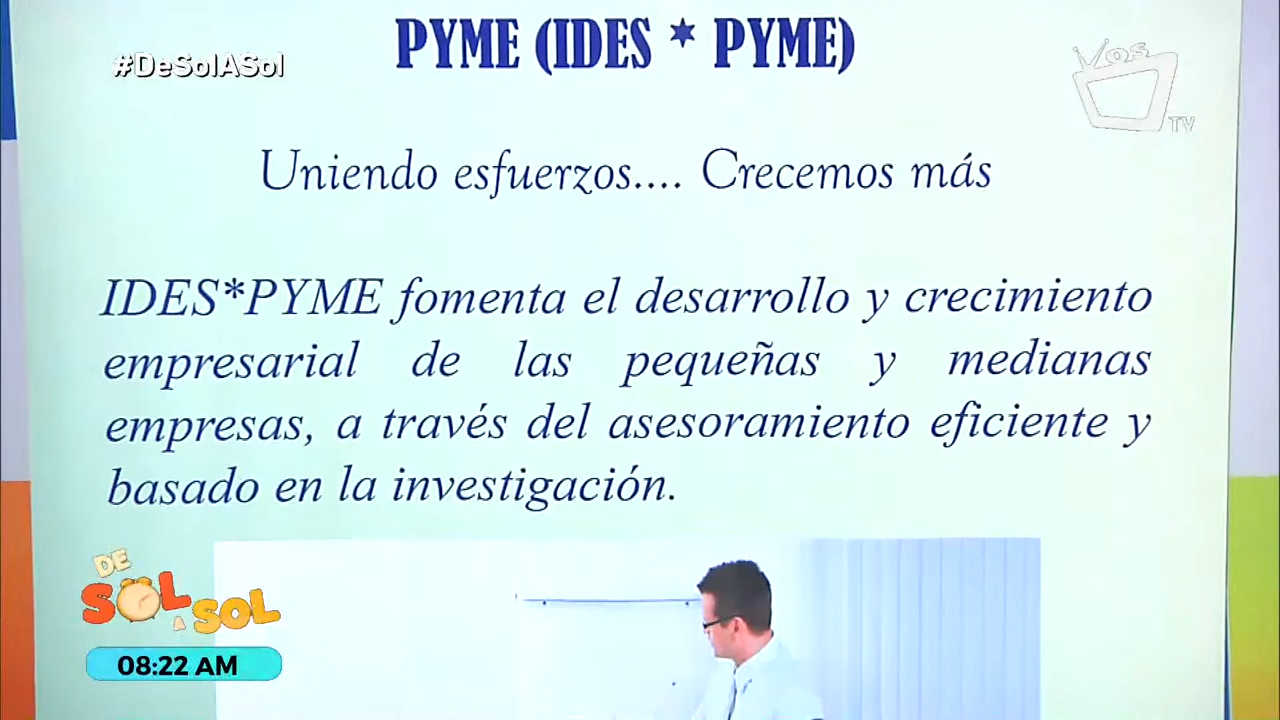 PYME (IDES * PYME)
#DeSolASol
VOS
TV
Uniendo esfuerzos.... Crecemos más
IDES*PYME fomenta el desarrollo y crecimiento
empresarial de las pequeñas y medianas
empresas, a través del asesoramiento eficiente y
basado en la investigación.
DE
SOL
A
SOL
08:22 AM